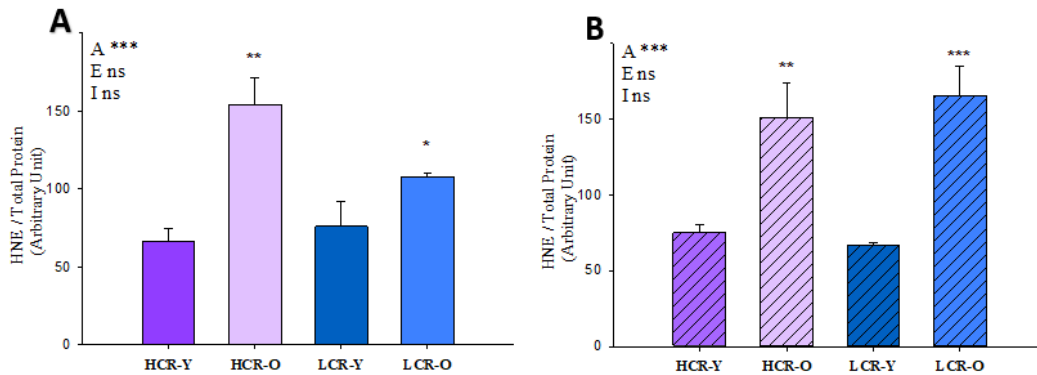 A
A ***
E ns
I ns
**
*
150
100
50
0
HNE / Total Protein
(Arbitrary Unit)
HCR-Y
HCR-O
LCR-Y
LCR-O
B
A ***
E ns
I ns
**
***
150
100
50
0
HNE / Total Protein
(Arbitrary Unit)
HCR-Y
HCR-O
LCR-Y
LCR-O